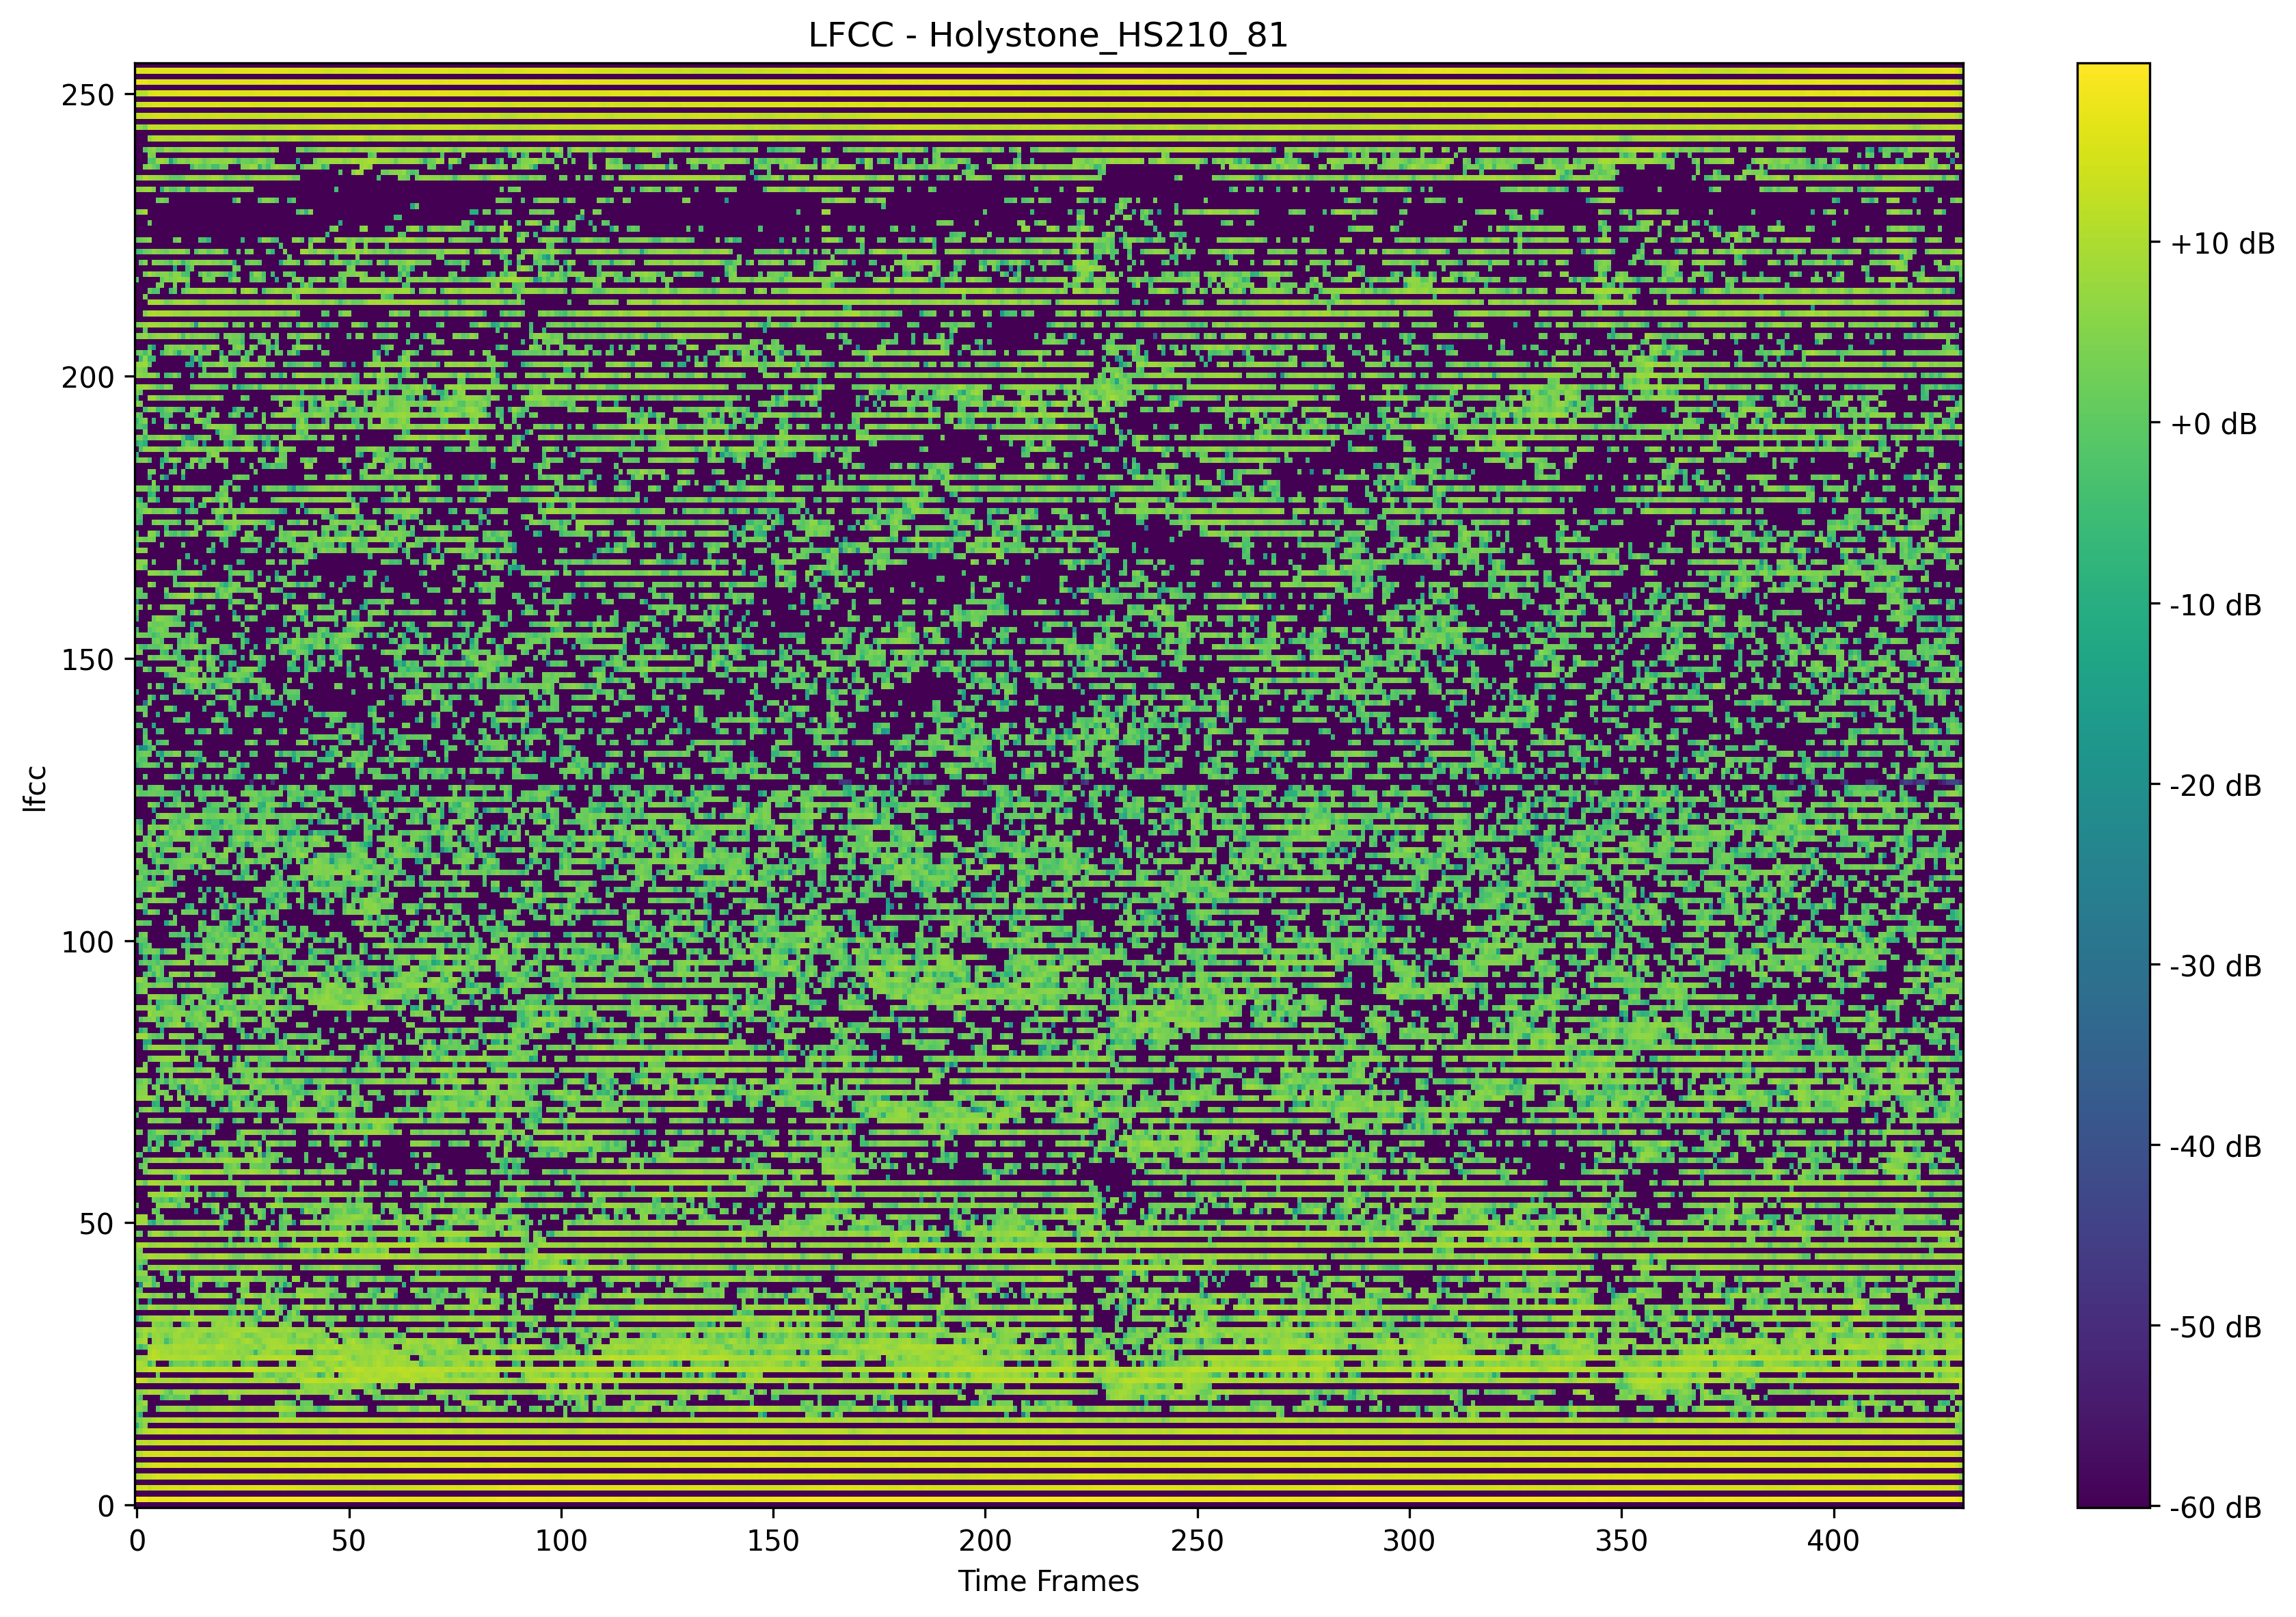 LFCC - Holystone_HS210_81
250
200
150
100
50
0
lfcc
0 50 100 150 200 250 300 350 400
Time Frames
+10 dB
+0 dB
-10 dB
-20 dB
-30 dB
-40 dB
-50 dB
-60 dB